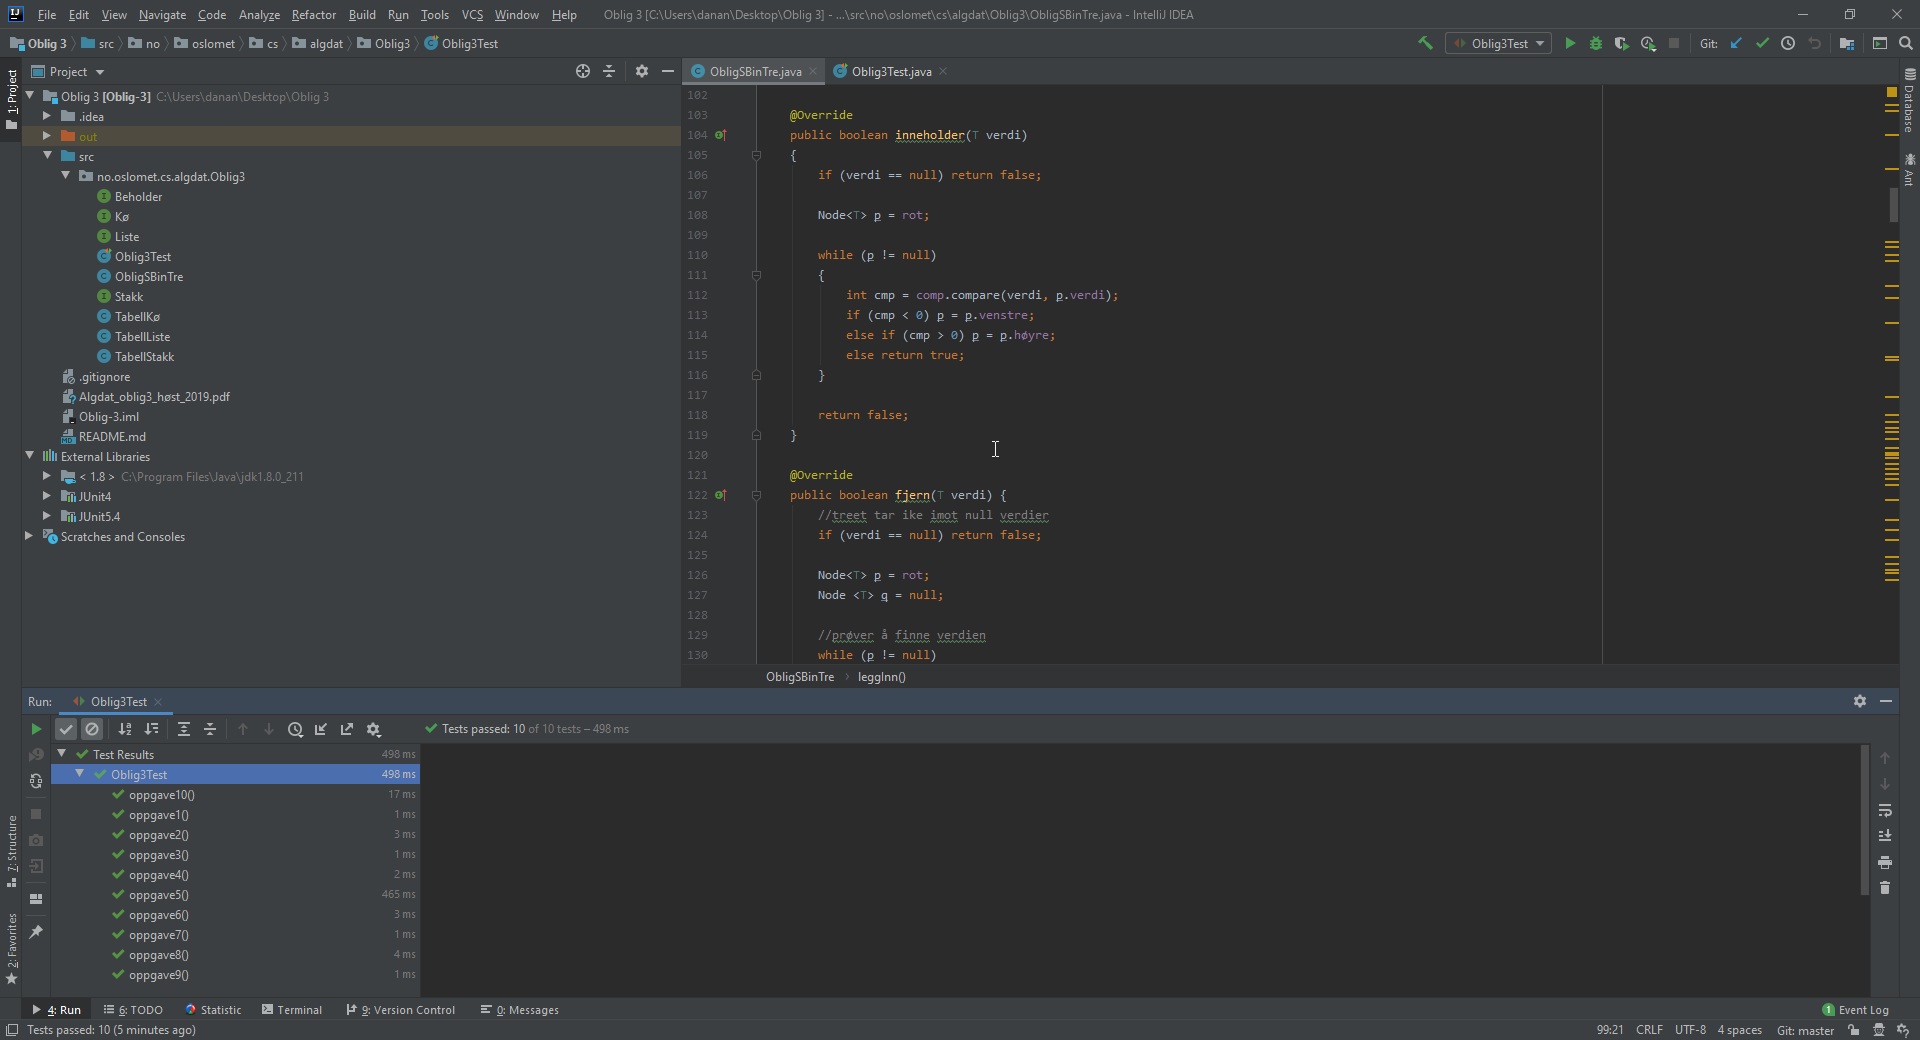 File Edit View Navigate Code Analyze Refactor Build Run Tools VCS Window Help Oblig 3 [C:\Users\danan\Desktop\Oblig 3] - ...\src\no\oslomet\cs\algdat\Oblig3\ObligSBinTre.java - IntelliJ IDEA
Oblig 3 src no oslomet cs algdat Oblig3 Oblig3Test Oblig3Test Git:
1: Project
Project
Oblig 3 [Oblig-3] C:\Users\danan\Desktop\Oblig 3
.idea
out
src
no.oslomet.cs.algdat.Oblig3
Beholder
Kø
Liste
Oblig3Test
ObligSBinTre
Stakk
TabellKø
TabellListe
TabellStakk
.gitignore
Algdat_oblig3_høst_2019.pdf
Oblig-3.iml
README.md
External Libraries
< 1.8 > C:\Program Files\Java\jdk1.8.0_211
JUnit4
JUnit5.4
Scratches and Consoles
ObligSBinTre.java Oblig3Test.java
102
103 @Override
104 public boolean inneholder(T verdi)
105 {
106 if (verdi == null) return false;
107
108 Node<T> p = rot;
109
110 while (p != null)
111 {
112 int cmp = comp.compare(verdi, p.verdi);
113 if (cmp < 0) p = p.venstre;
114 else if (cmp > 0) p = p.høyre;
115 else return true;
116 }
117
118 return false;
119 }
120
121 @Override
122 public boolean fjern(T verdi) {
123 //treet tar ike imot null verdier
124 if (verdi == null) return false;
125
126 Node<T> p = rot;
127 Node <T> q = null;
128
129 //prøver å finne verdien
130 while (p != null)
ObligSBinTre leggInn()
Database
Ant
Run: Oblig3Test
Tests passed: 10 of 10 tests – 498 ms
Test Results 498 ms
Oblig3Test 498 ms
oppgave10() 17 ms
oppgave1() 1 ms
oppgave2() 3 ms
oppgave3() 1 ms
oppgave4() 2 ms
oppgave5() 465 ms
oppgave6() 3 ms
oppgave7() 1 ms
oppgave8() 4 ms
oppgave9() 1 ms
7: Structure
2: Favorites
4: Run 6: TODO Statistic Terminal 9: Version Control 0: Messages 1 Event Log
Tests passed: 10 (5 minutes ago) 99:21 CRLF UTF-8 4 spaces Git: master